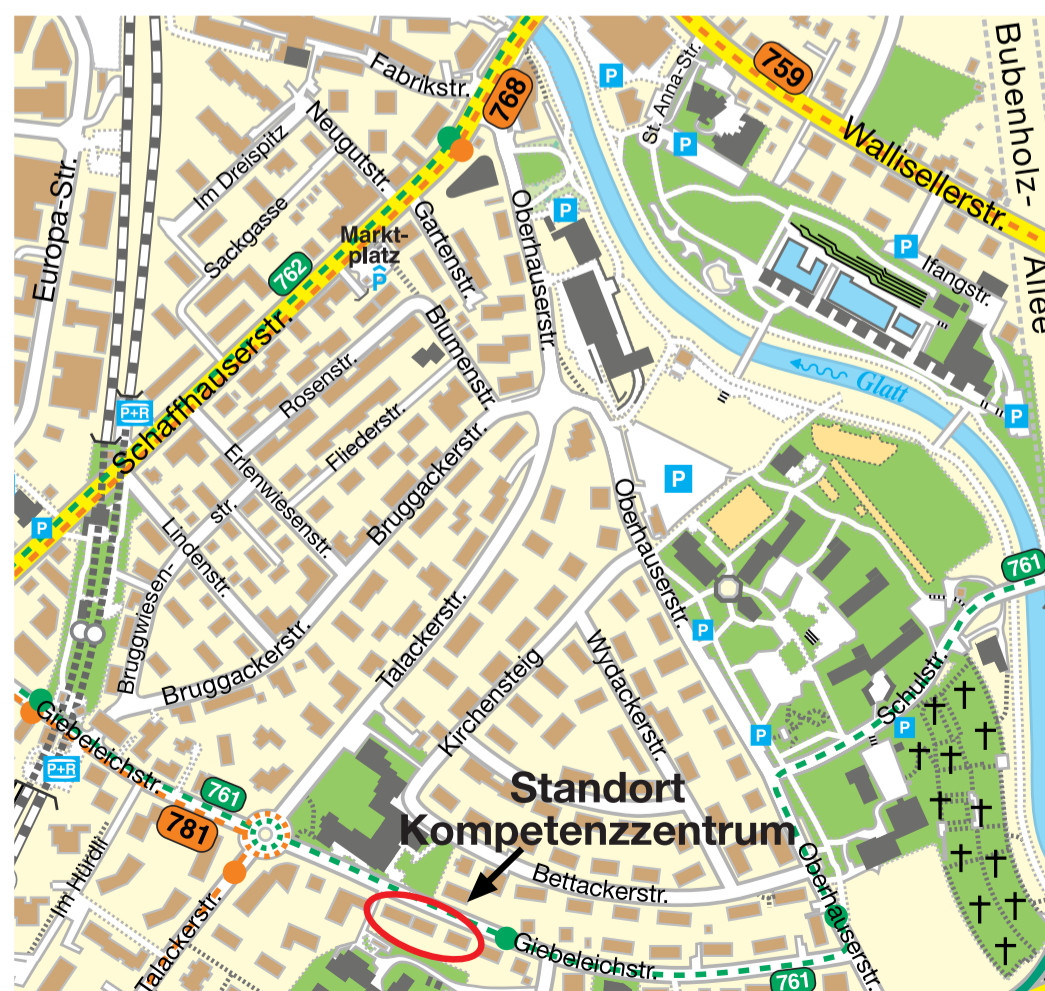 Fabrikstr.
768
P
St. Anna-Str.
759
Bubenholz-
Allee
Wallisellerstr.
P
Europa-Str.
Im Dreispitz
Neugutstr.
Sackgasse
Markt-
platz
P
Gartenstr.
Oberhauserstr.
P
P
Ifangstr.
762
Schaffhauserstr.
Blumenstr.
Rosenstr.
Fliederstr.
Glatt
P+R
P
Erlenwiesenstr.
Bruggackerstr.
P
Oberhauserstr.
P
Lindenstr.
Bruggwiesen-
str.
761
Talackerstr.
P
Bruggackerstr.
Kirchensteig
Wydackerstr.
Schulstr.
P
P
Giebeleichstr.
P+R
761
781
Standort
Kompetenzzentrum
Im Hürdli
Talackerstr.
Bettackerstr.
Oberhauserstr.
Giebeleichstr.
761